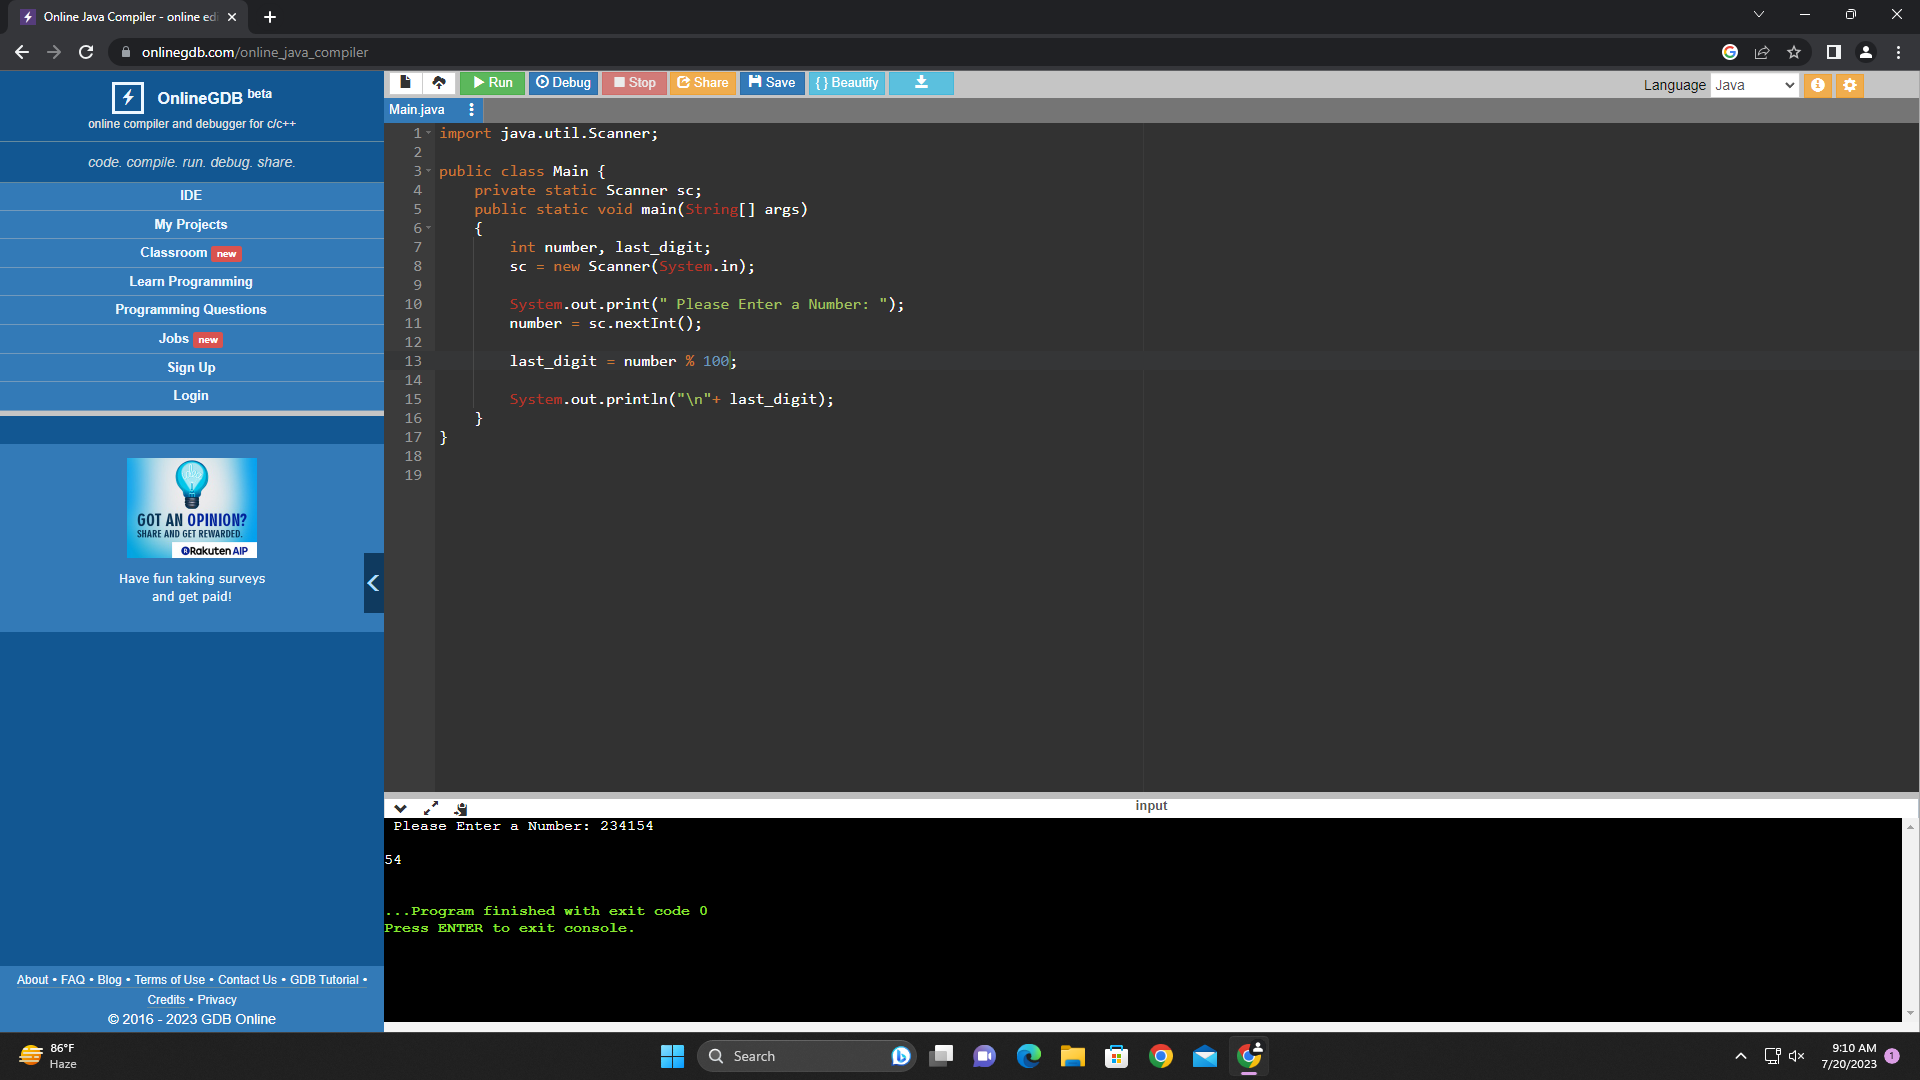 Online Java Compiler - online edi
onlinegdb.com/online_java_compiler
OnlineGDB beta
online compiler and debugger for c/c++
code. compile. run. debug. share.
IDE
My Projects
Classroom new
Learn Programming
Programming Questions
Jobs new
Sign Up
Login
GOT AN OPINION?
SHARE AND GET REWARDED.
Rakuten AIP
Have fun taking surveys
and get paid!
About • FAQ • Blog • Terms of Use • Contact Us • GDB Tutorial •
Credits • Privacy
© 2016 - 2023 GDB Online
Run Debug Stop Share Save { } Beautify
Language Java
Main.java
1 import java.util.Scanner;
2
3 public class Main {
4 private static Scanner sc;
5 public static void main(String[] args)
6 {
7 int number, last_digit;
8 sc = new Scanner(System.in);
9
10 System.out.print(" Please Enter a Number: ");
11 number = sc.nextInt();
12
13 last_digit = number % 100;
14
15 System.out.println("\n"+ last_digit);
16 }
17 }
18
19
input
Please Enter a Number: 234154
54
...Program finished with exit code 0
Press ENTER to exit console.
86°F
Haze
Search
9:10 AM
7/20/2023
1